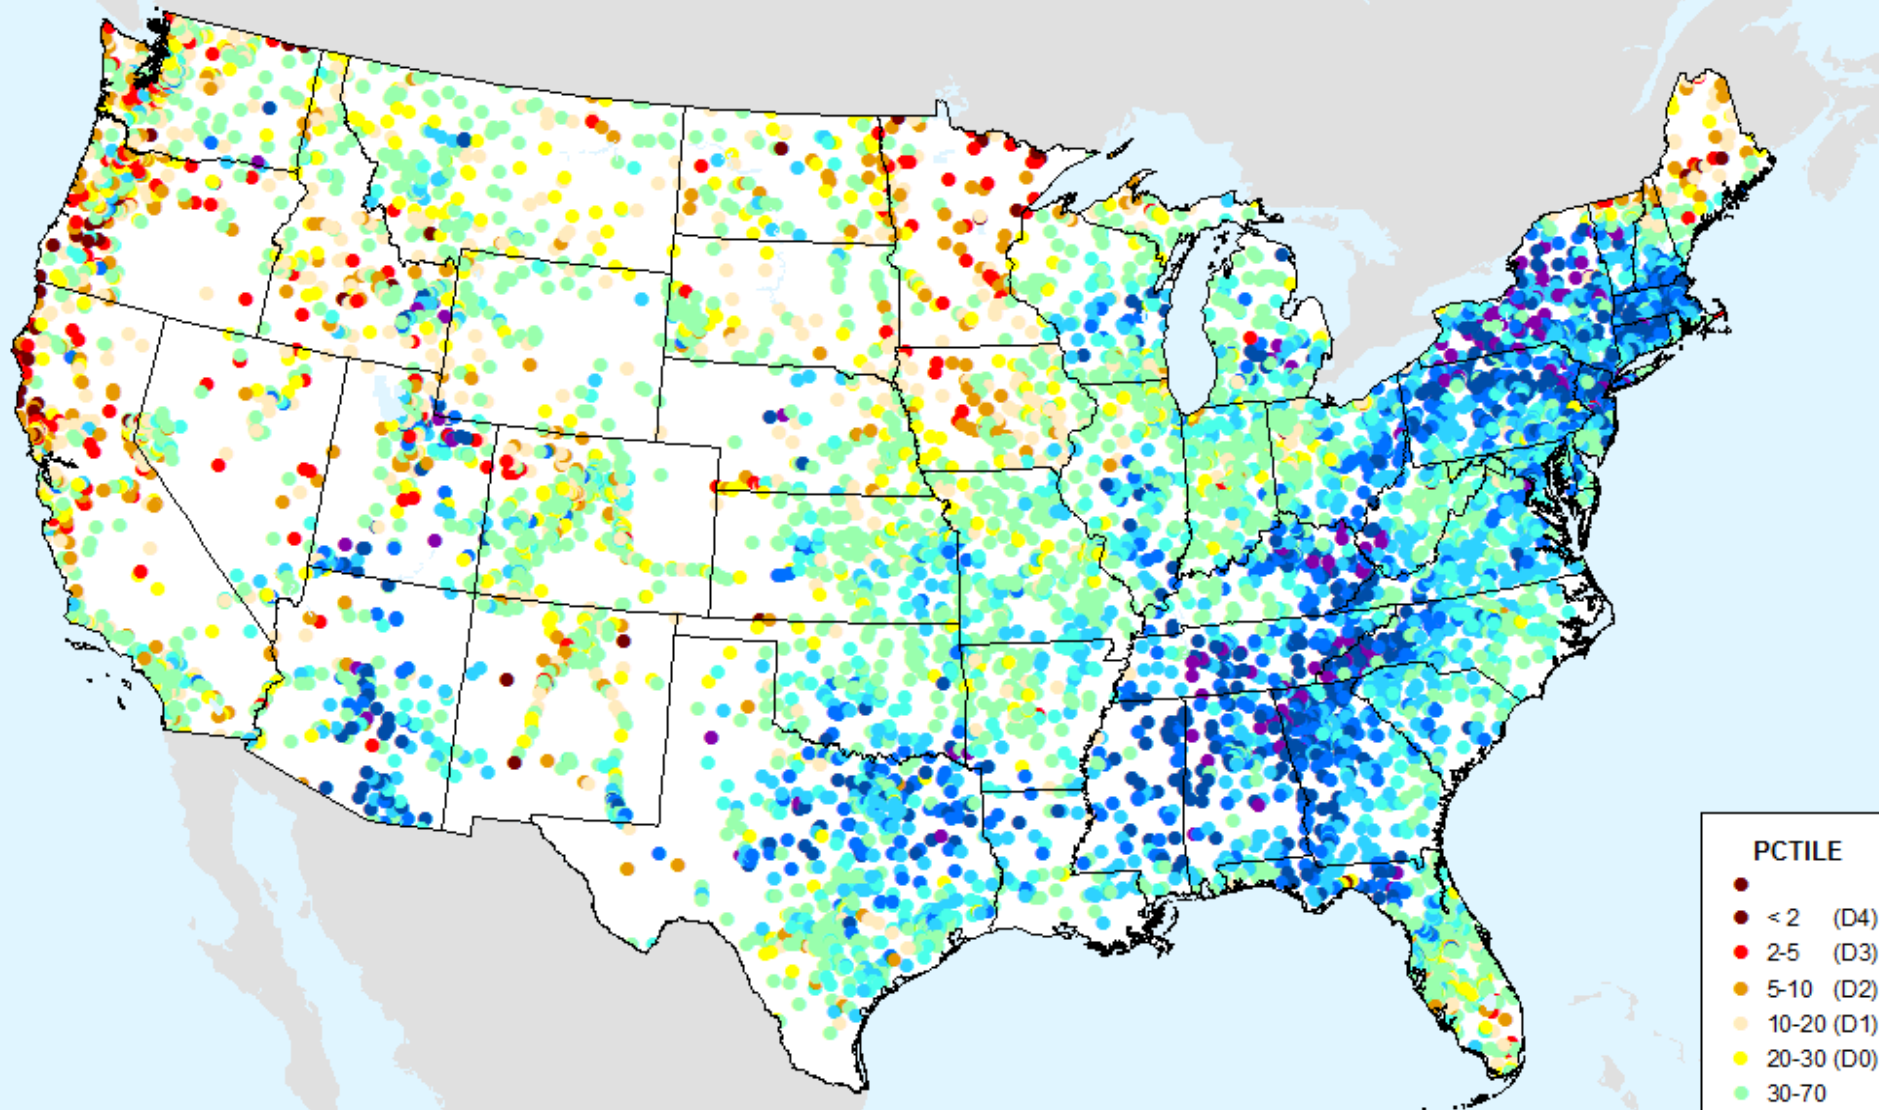 PCTILE
< 2 (D4)
2-5 (D3)
5-10 (D2)
10-20 (D1)
20-30 (D0)
30-70